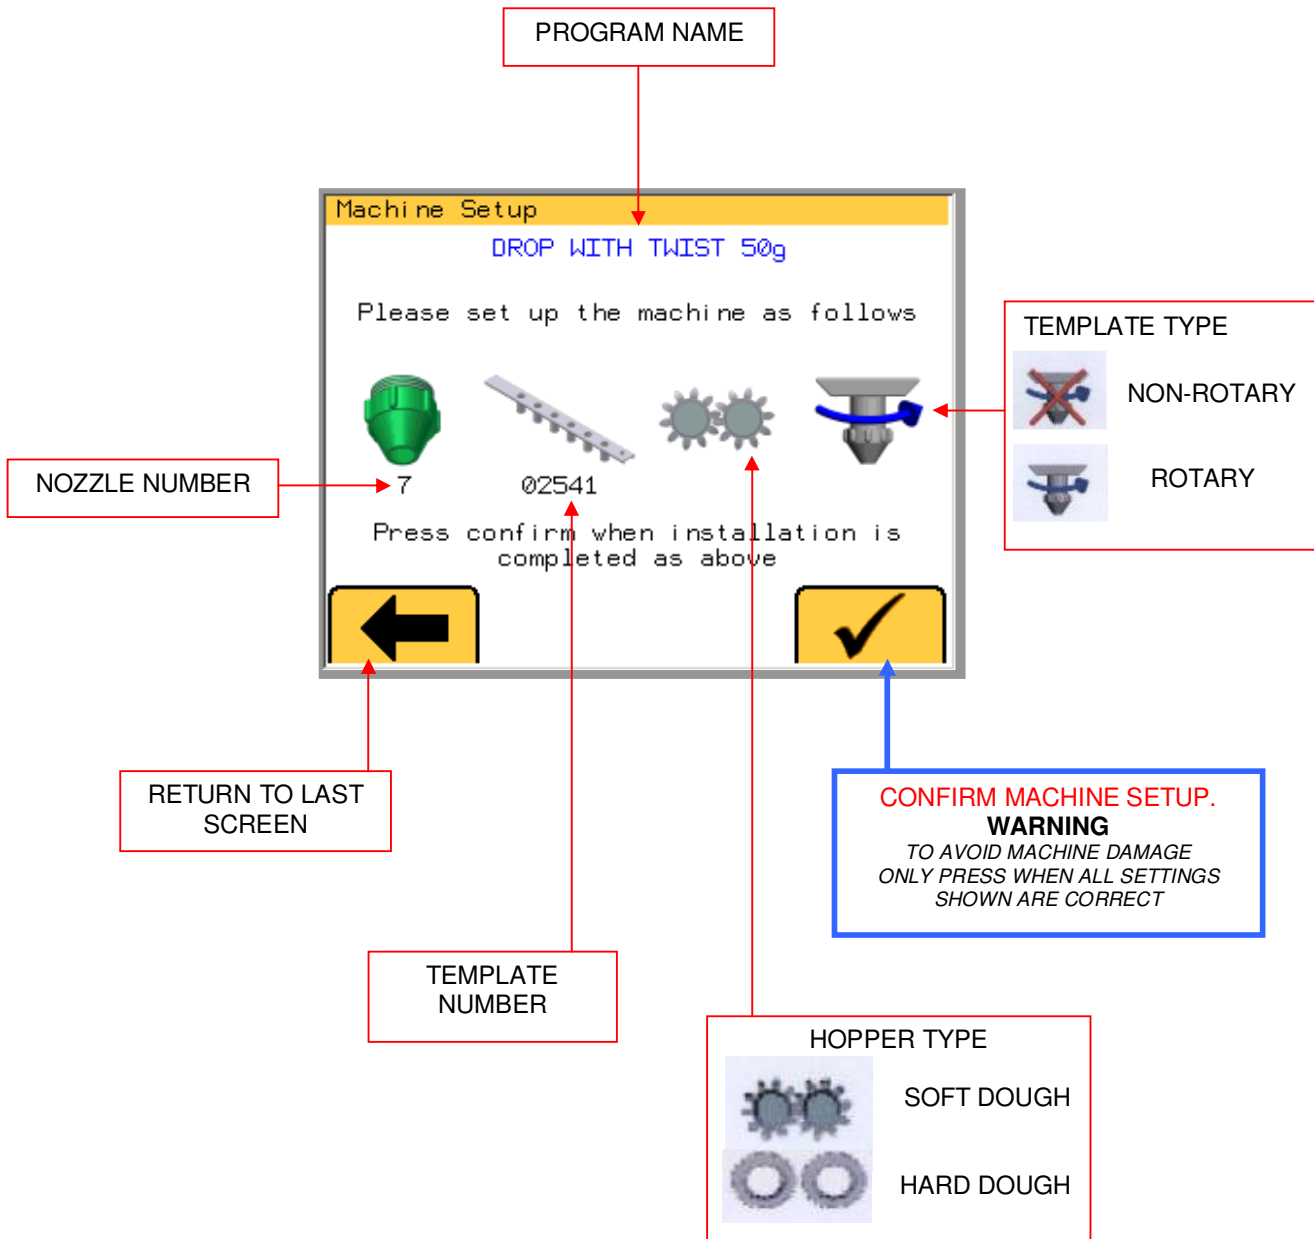 PROGRAM NAME
Machine Setup
DROP WITH TWIST 50g
Please set up the machine as follows
TEMPLATE TYPE
NON-ROTARY
ROTARY
NOZZLE NUMBER
7
02541
Press confirm when installation is
completed as above
RETURN TO LAST
SCREEN
CONFIRM MACHINE SETUP.
WARNING
TO AVOID MACHINE DAMAGE
ONLY PRESS WHEN ALL SETTINGS
SHOWN ARE CORRECT
TEMPLATE
NUMBER
HOPPER TYPE
SOFT DOUGH
HARD DOUGH